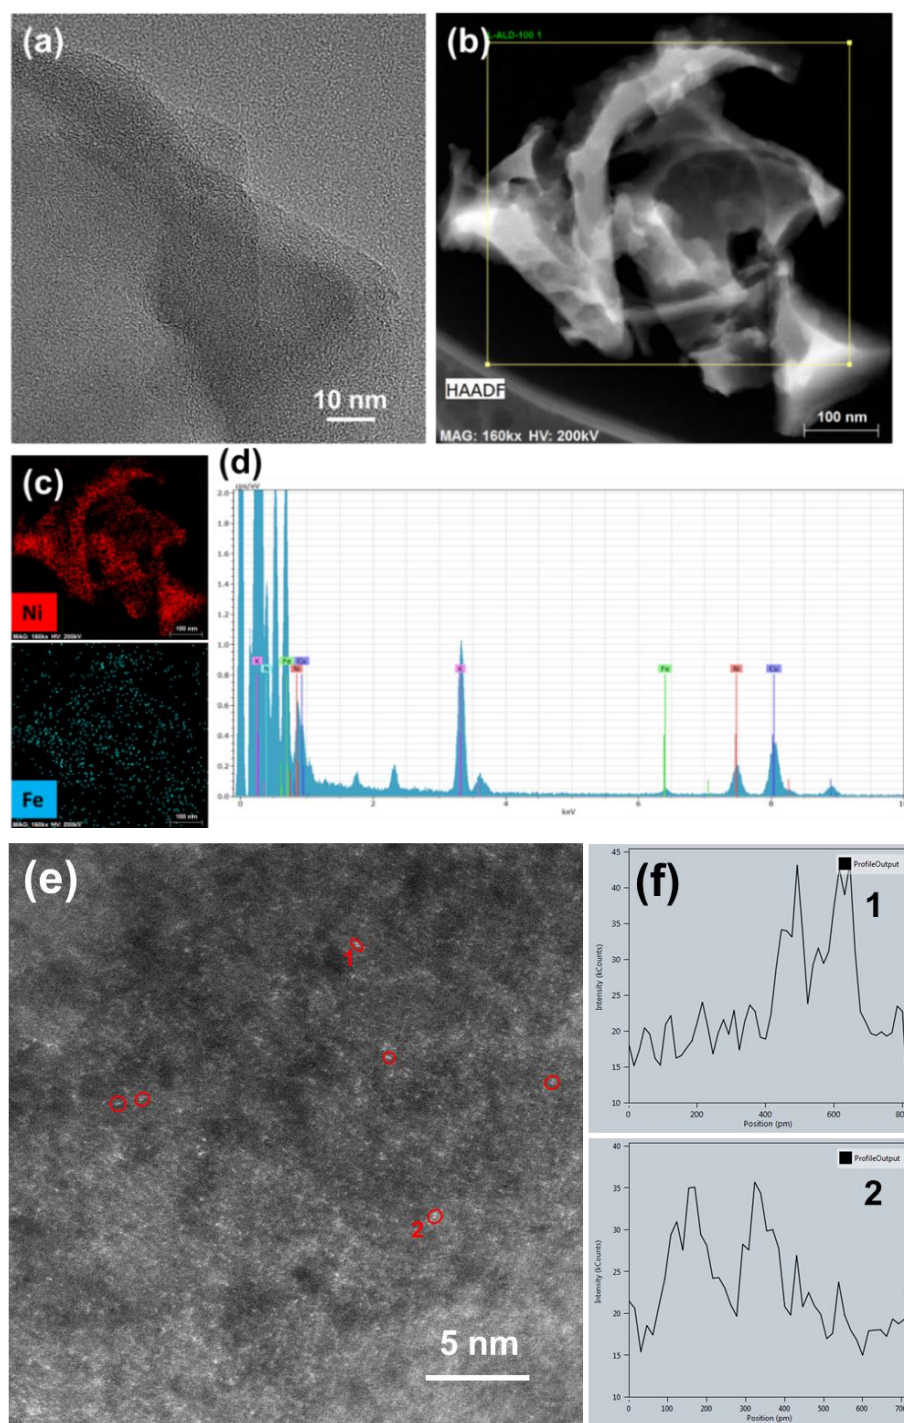 (a)
10 nm
(b)
L-ALD-100 1
HAADF
MAG: 160kx HV: 200kV
100 nm
(c)
Ni
MAG: 160kx HV: 200kV
100 nm
Fe
MAG: 160kx HV: 200kV
100 nm
(d)
cps/eV
2.0
1.8
1.6
1.4
1.2
1.0
0.8
0.6
0.4
0.2
0.0
K
N
Fe
Ni
Cu
K
Fe
Ni
Cu
0
2
4
6
8
10
keV
(e)
1
2
5 nm
(f)
ProfileOutput
1
Intensity (kCounts)
45
40
35
30
25
20
15
10
0
200
400
600
800
Position (pm)
ProfileOutput
2
Intensity (kCounts)
40
35
30
25
20
15
10
0
100
200
300
400
500
600
700
Position (pm)